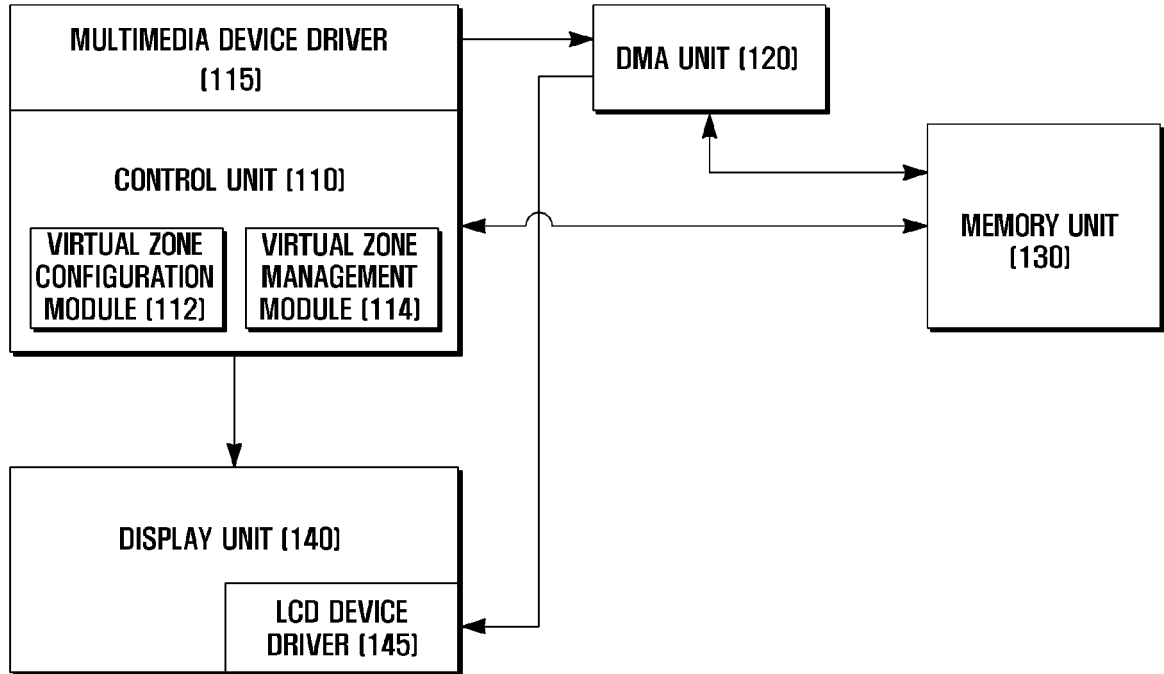 MULTIMEDIA DEVICE DRIVER
(115)
DMA UNIT (120)
CONTROL UNIT (110)
VIRTUAL ZONE
CONFIGURATION
MODULE (112)
VIRTUAL ZONE
MANAGEMENT
MODULE (114)
MEMORY UNIT
(130)
DISPLAY UNIT (140)
LCD DEVICE
DRIVER (145)